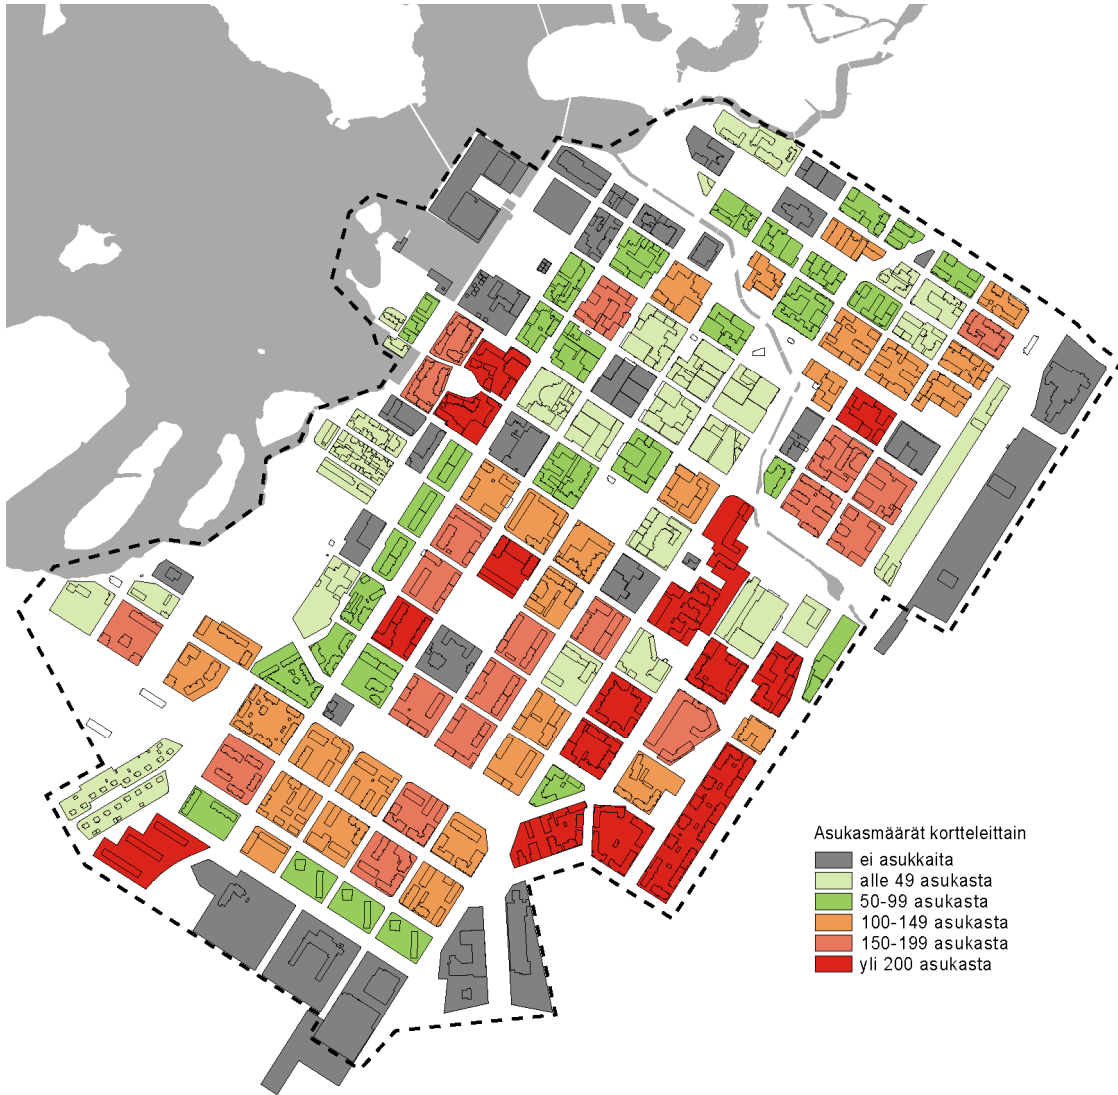 Asukasmäärät kortteleittain
ei asukkaita
alle 49 asukasta
50-99 asukasta
100-149 asukasta
150-199 asukasta
yli 200 asukasta